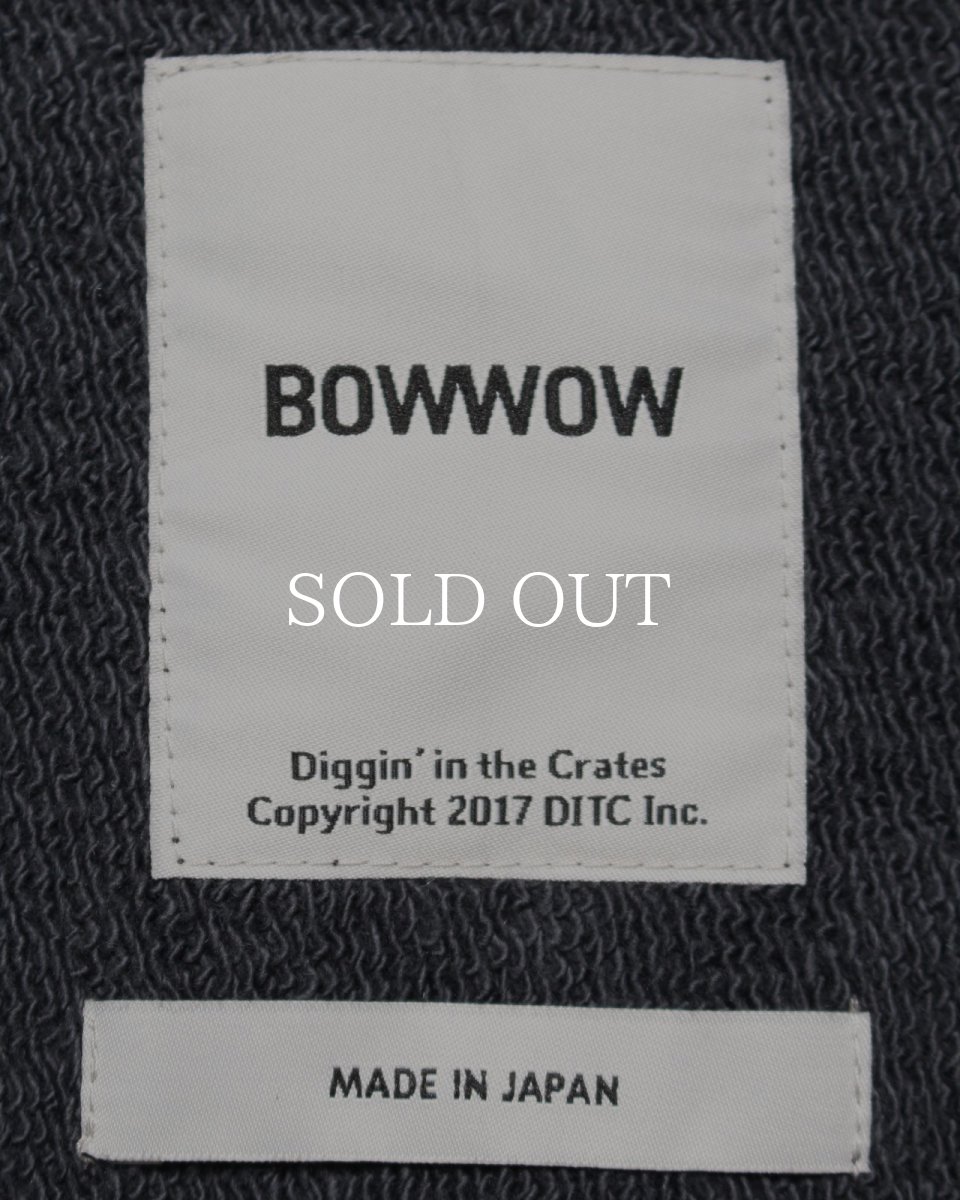 BOWWOW
SOLD OUT
Diggin' in the Crates
Copyright 2017 DITC Inc.
MADE IN JAPAN